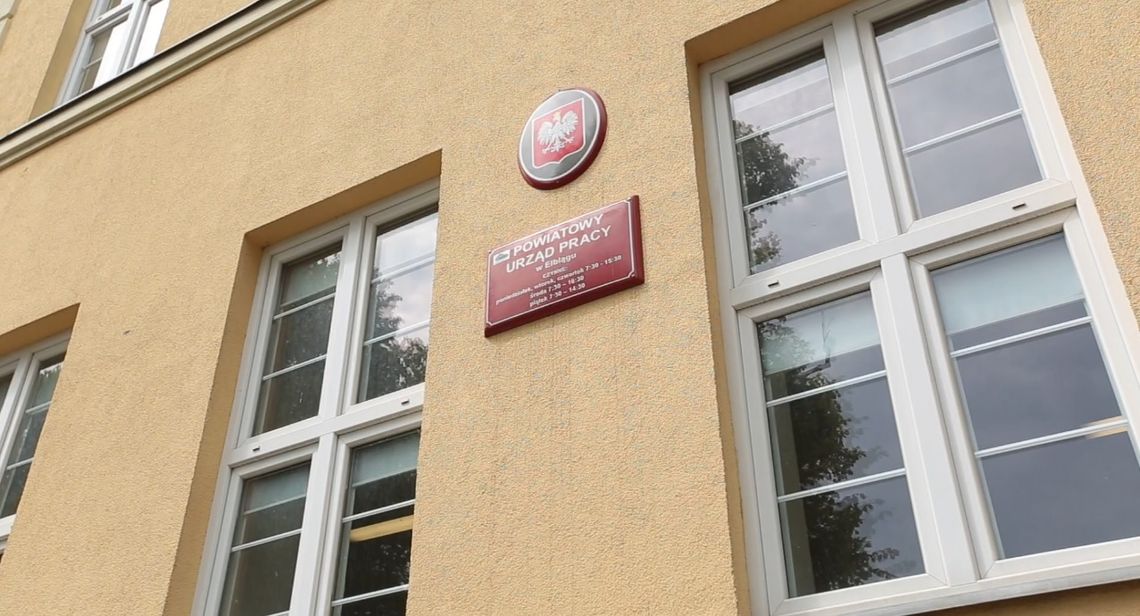 POWIATOWY
URZĄD PRACY
w Elblągu
CZYNNE:
poniedziałek, wtorek, czwartek 7:30 - 15:30
środa 7:30 - 16:30
piątek 7:30 - 14:30